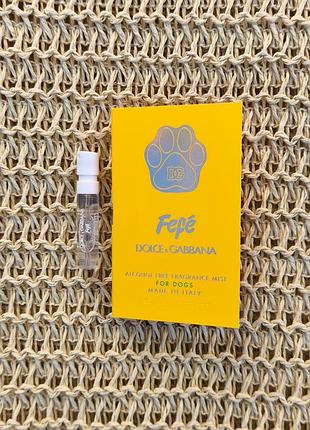 DG
Fefé
DOLCE & GABBANA
ALCOHOL FREE FRAGRANCE MIST
FOR DOGS
MADE IN ITALY